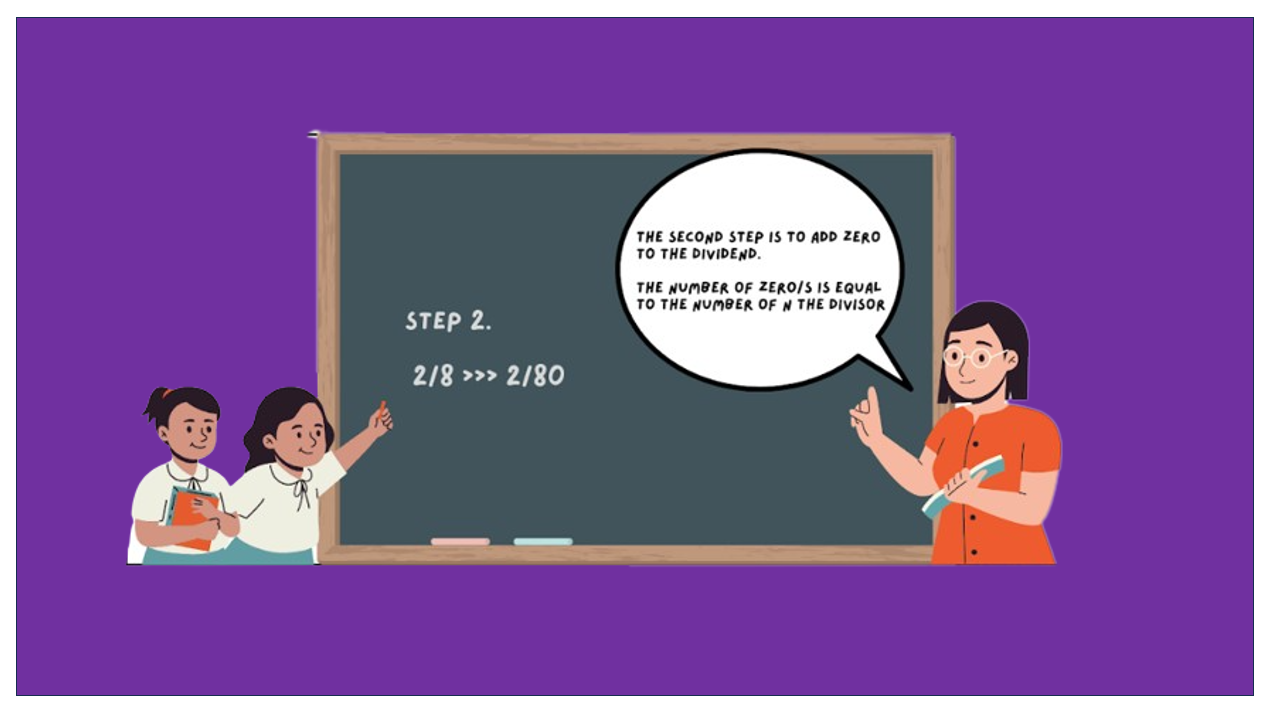 THE SECOND STEP IS TO ADD ZERO
TO THE DIVIDEND.
THE NUMBER OF ZERO/S IS EQUAL
TO THE NUMBER OF N THE DIVISOR
STEP 2.
2/8 >>> 2/80